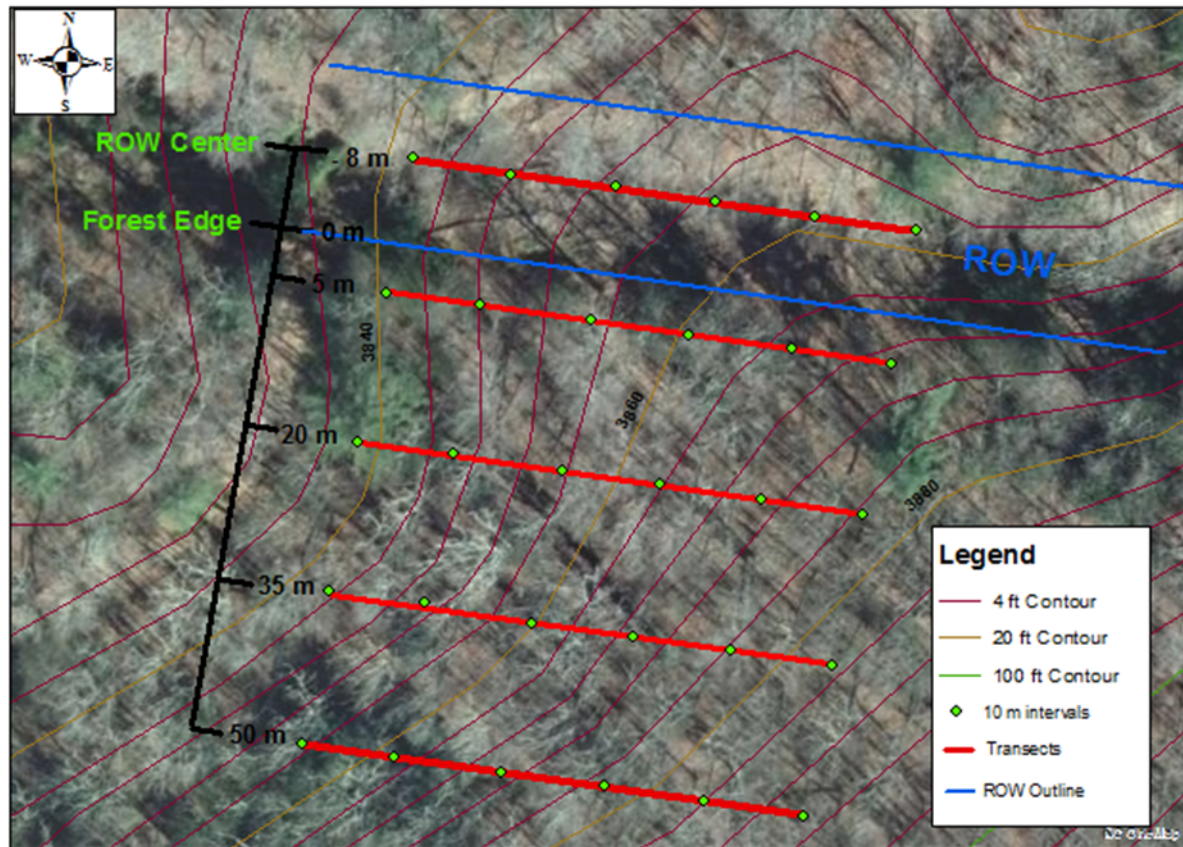 N
W E
S
ROW Center
- 8 m
Forest Edge
0 m
5 m
ROW
3840
3860
20 m
3880
35 m
50 m
Legend
4 ft Contour
20 ft Contour
100 ft Contour
10 m intervals
Transects
ROW Outline